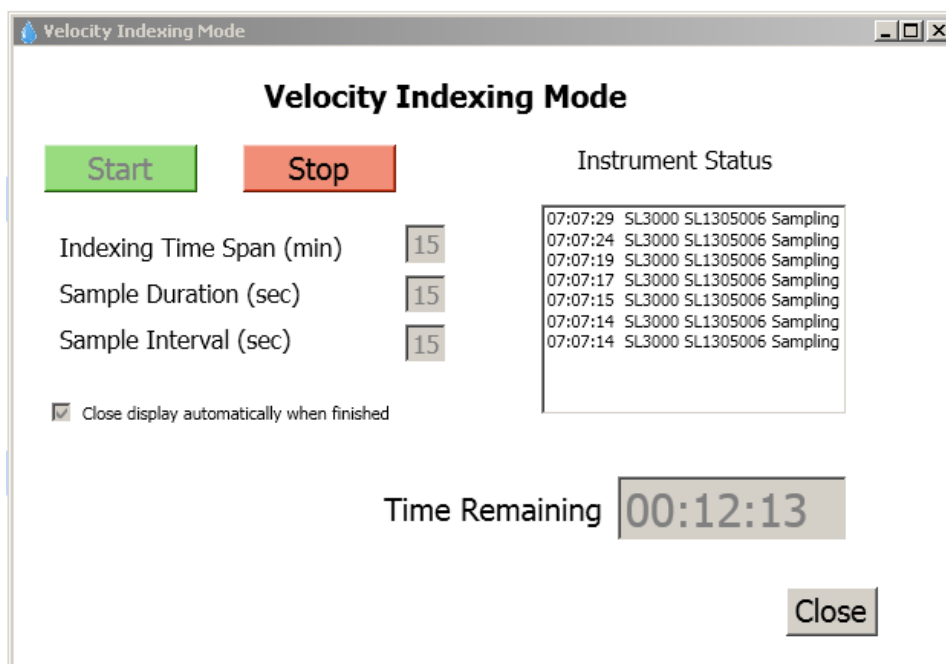 Velocity Indexing Mode
Velocity Indexing Mode
Start
Stop
Instrument Status
Indexing Time Span (min) 15
Sample Duration (sec) 15
Sample Interval (sec) 15
07:07:29 SL3000 SL1305006 Sampling
07:07:24 SL3000 SL1305006 Sampling
07:07:19 SL3000 SL1305006 Sampling
07:07:17 SL3000 SL1305006 Sampling
07:07:15 SL3000 SL1305006 Sampling
07:07:14 SL3000 SL1305006 Sampling
07:07:14 SL3000 SL1305006 Sampling
Close display automatically when finished
Time Remaining 00:12:13
Close